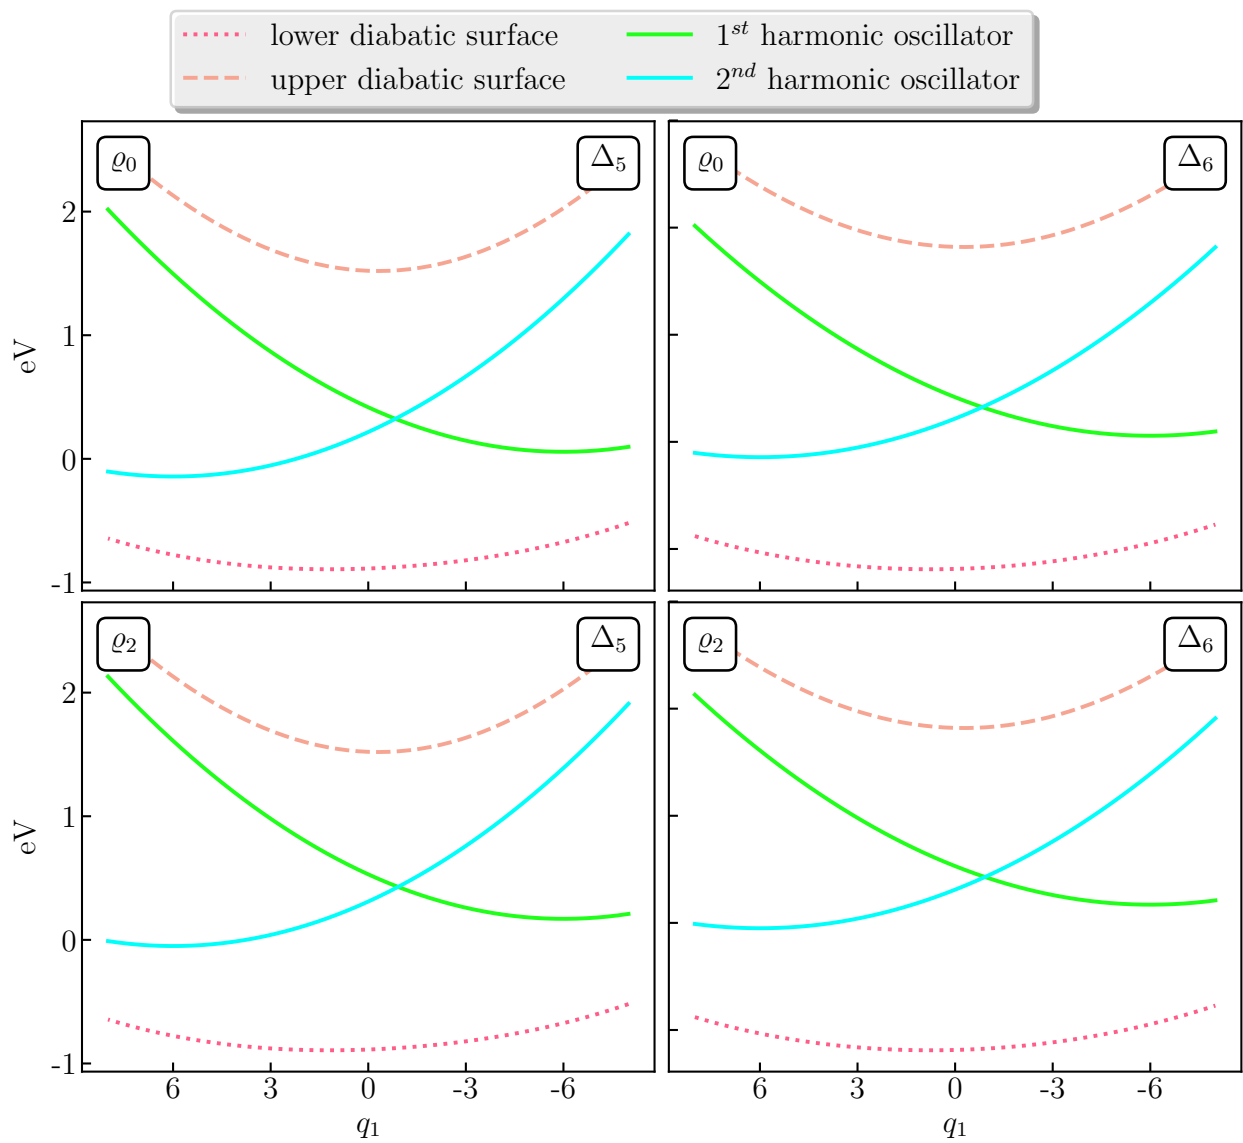 lower diabatic surface
upper diabatic surface
1st harmonic oscillator
2nd harmonic oscillator
ϱ0 Δ5
ϱ0 Δ6
2
1
0
-1
eV
ϱ2 Δ5
ϱ2 Δ6
2
1
0
-1
eV
6 3 0 -3 -6
q1
6 3 0 -3 -6
q1